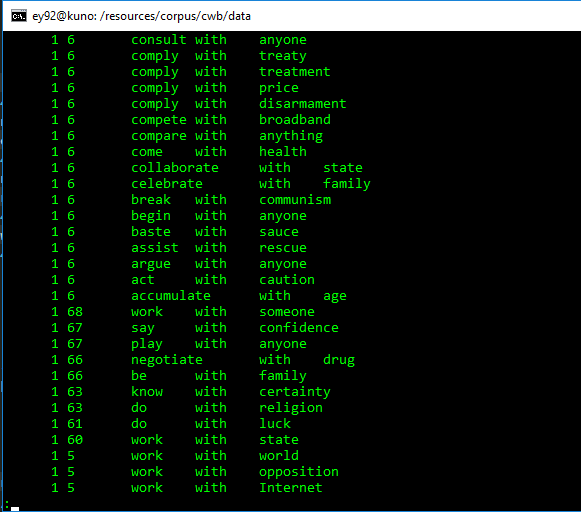 ey92@kuno: /resources/corpus/cwb/data
1 6 consult with anyone
1 6 comply with treaty
1 6 comply with treatment
1 6 comply with price
1 6 comply with disarmament
1 6 compete with broadband
1 6 compare with anything
1 6 come with health
1 6 collaborate with state
1 6 celebrate with family
1 6 break with communism
1 6 begin with anyone
1 6 baste with sauce
1 6 assist with rescue
1 6 argue with anyone
1 6 act with caution
1 6 accumulate with age
1 68 work with someone
1 67 say with confidence
1 67 play with anyone
1 66 negotiate with drug
1 66 be with family
1 63 know with certainty
1 63 do with religion
1 61 do with luck
1 60 work with state
1 5 work with world
1 5 work with opposition
1 5 work with Internet
: